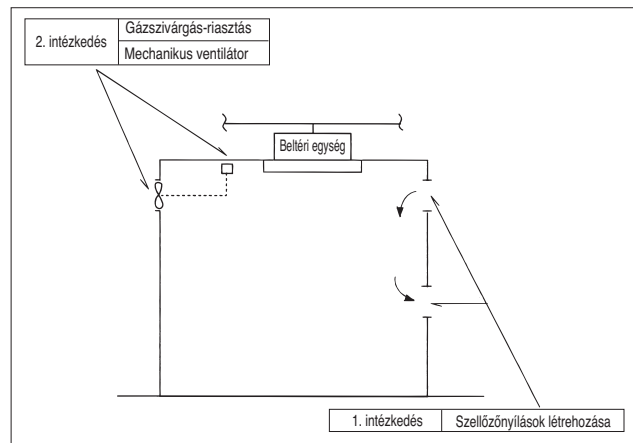 2. intézkedés
Gázszivárgás-riasztás
Mechanikus ventilátor
Beltéri egység
1. intézkedés
Szellőzőnyílások létrehozása